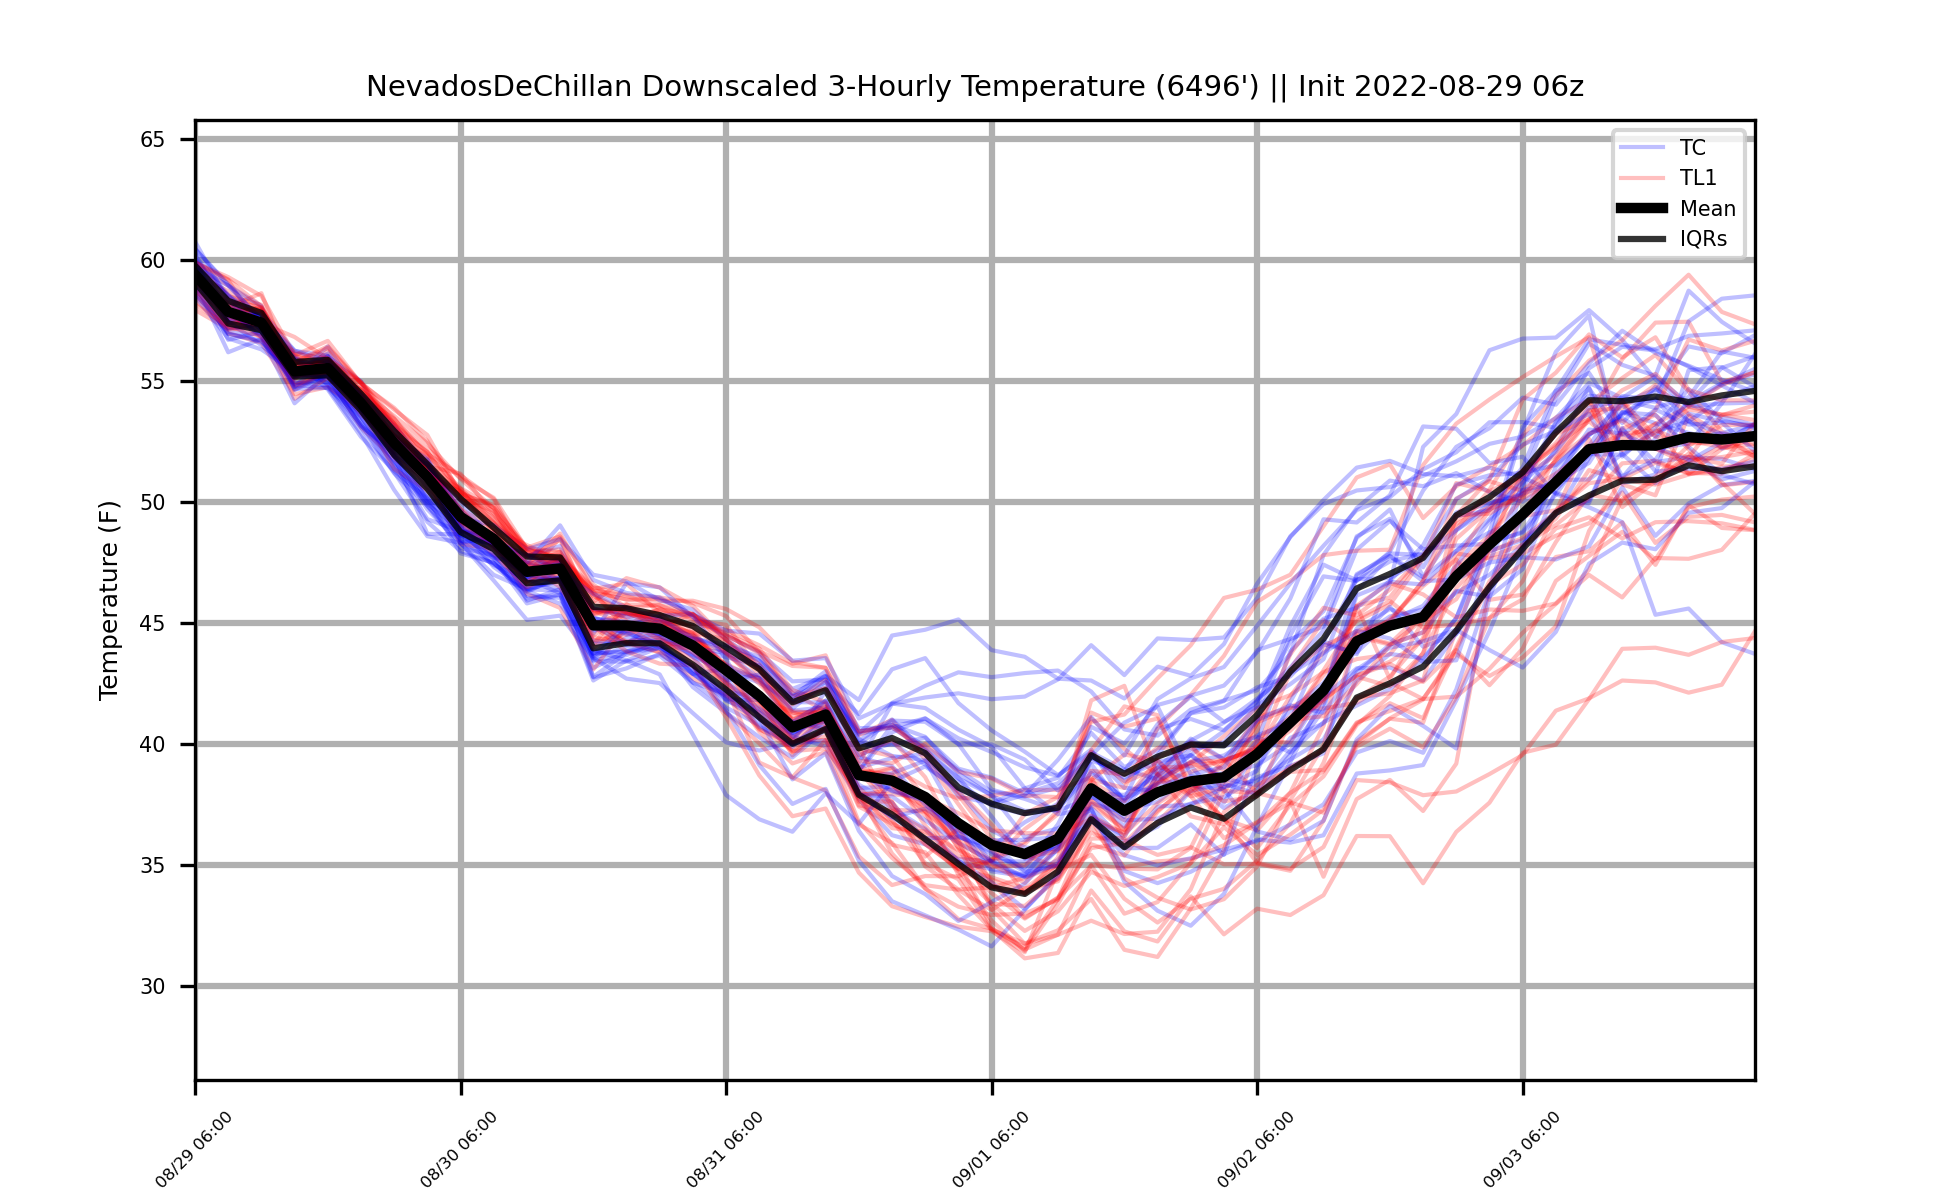 NevadosDeChillan Downscaled 3-Hourly Temperature (6496') || Init 2022-08-29 06z
TC
TL1
Mean
IQRs
Temperature (F)
65
60
55
50
45
40
35
30
08/29 06:00
08/30 06:00
08/31 06:00
09/01 06:00
09/02 06:00
09/03 06:00